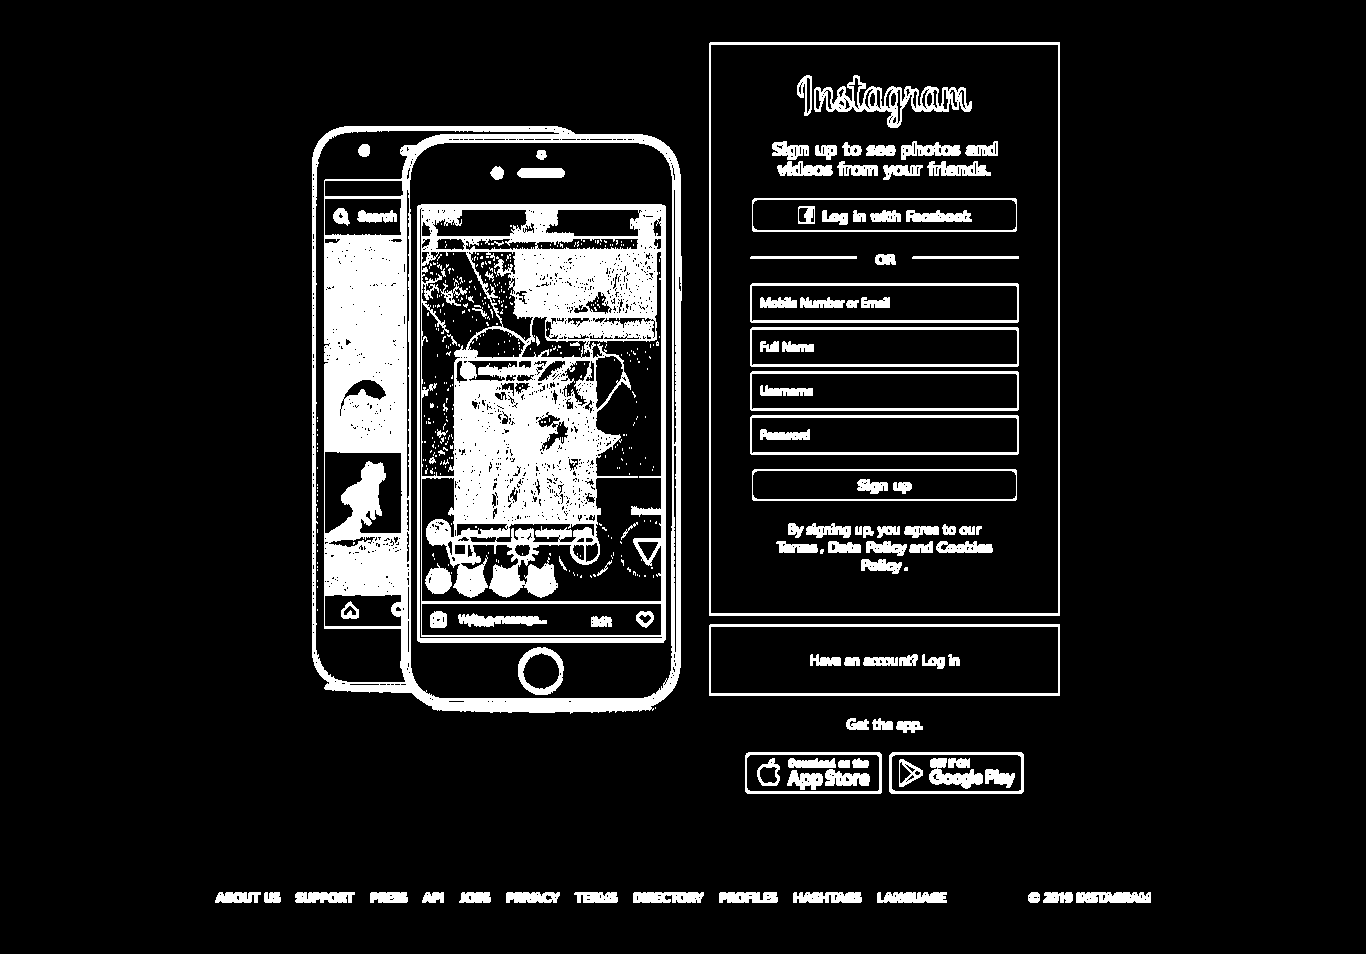 Instagram
Sign up to see photos and
videos from your friends.
Search
Log in with Facebook
OR
Mobile Number or Email
Full Name
Username
Password
Sign up
By signing up, you agree to our
Terms , Data Policy and Cookies
Policy .
Have an account? Log in
Get the app.
Download on the
App Store
GET IT ON
Google Play
ABOUT US SUPPORT PRESS API JOBS PRIVACY TERMS DIRECTORY PROFILES HASHTAGS LANGUAGE © 2019 INSTAGRAM